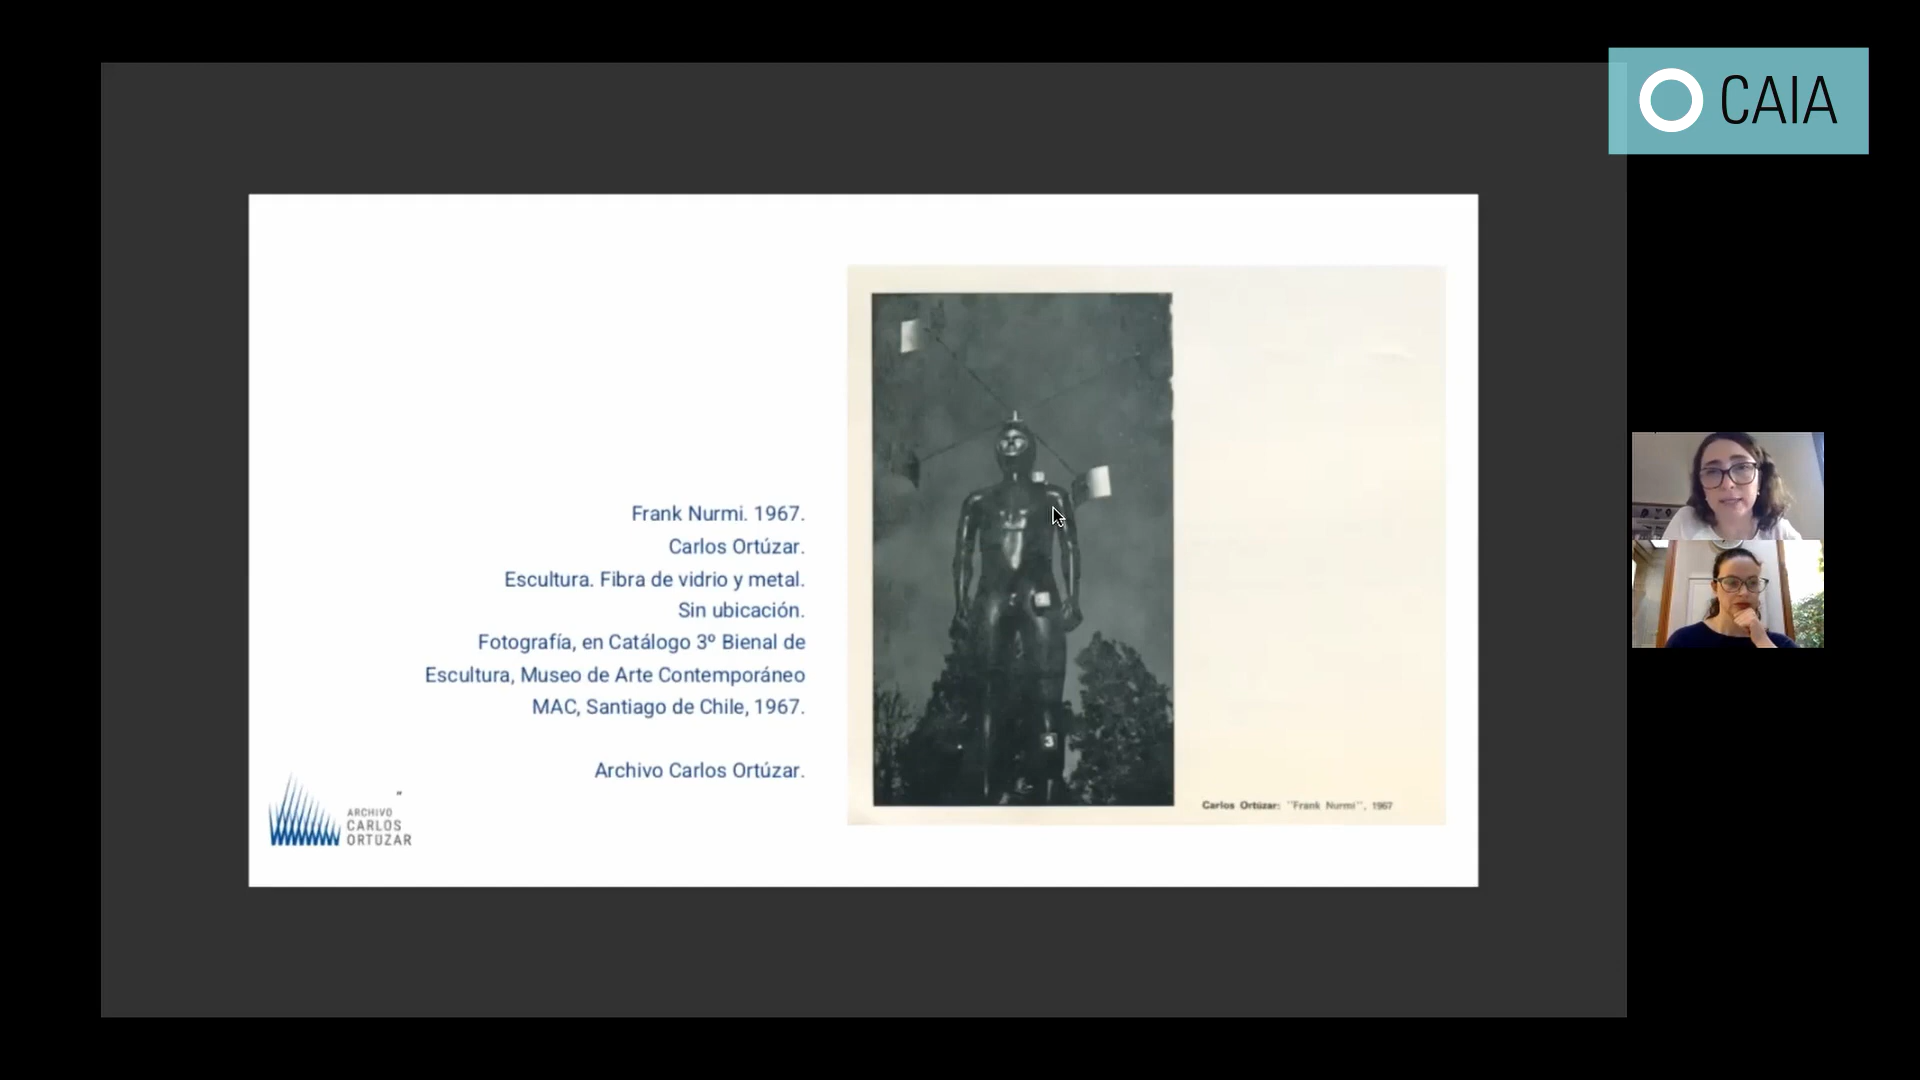 CAIA
Frank Nurmi. 1967.
Carlos Ortúzar.
Escultura. Fibra de vidrio y metal.
Sin ubicación.
Fotografía, en Catálogo 3º Bienal de
Escultura, Museo de Arte Contemporáneo
MAC, Santiago de Chile, 1967.
Archivo Carlos Ortúzar.
3
Carlos Ortúzar: "Frank Nurmi", 1967
"
ARCHIVO
CARLOS
ORTÚZAR